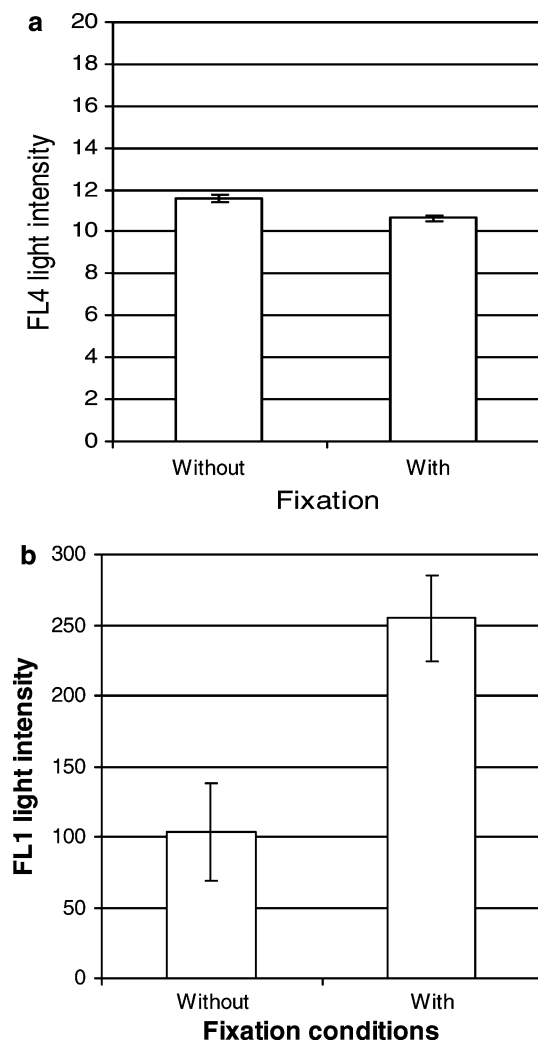 a
FL4 light intensity
20
18
16
14
12
10
8
6
4
2
0
Without With
Fixation
b
FL1 light intensity
300
250
200
150
100
50
0
Without With
Fixation conditions